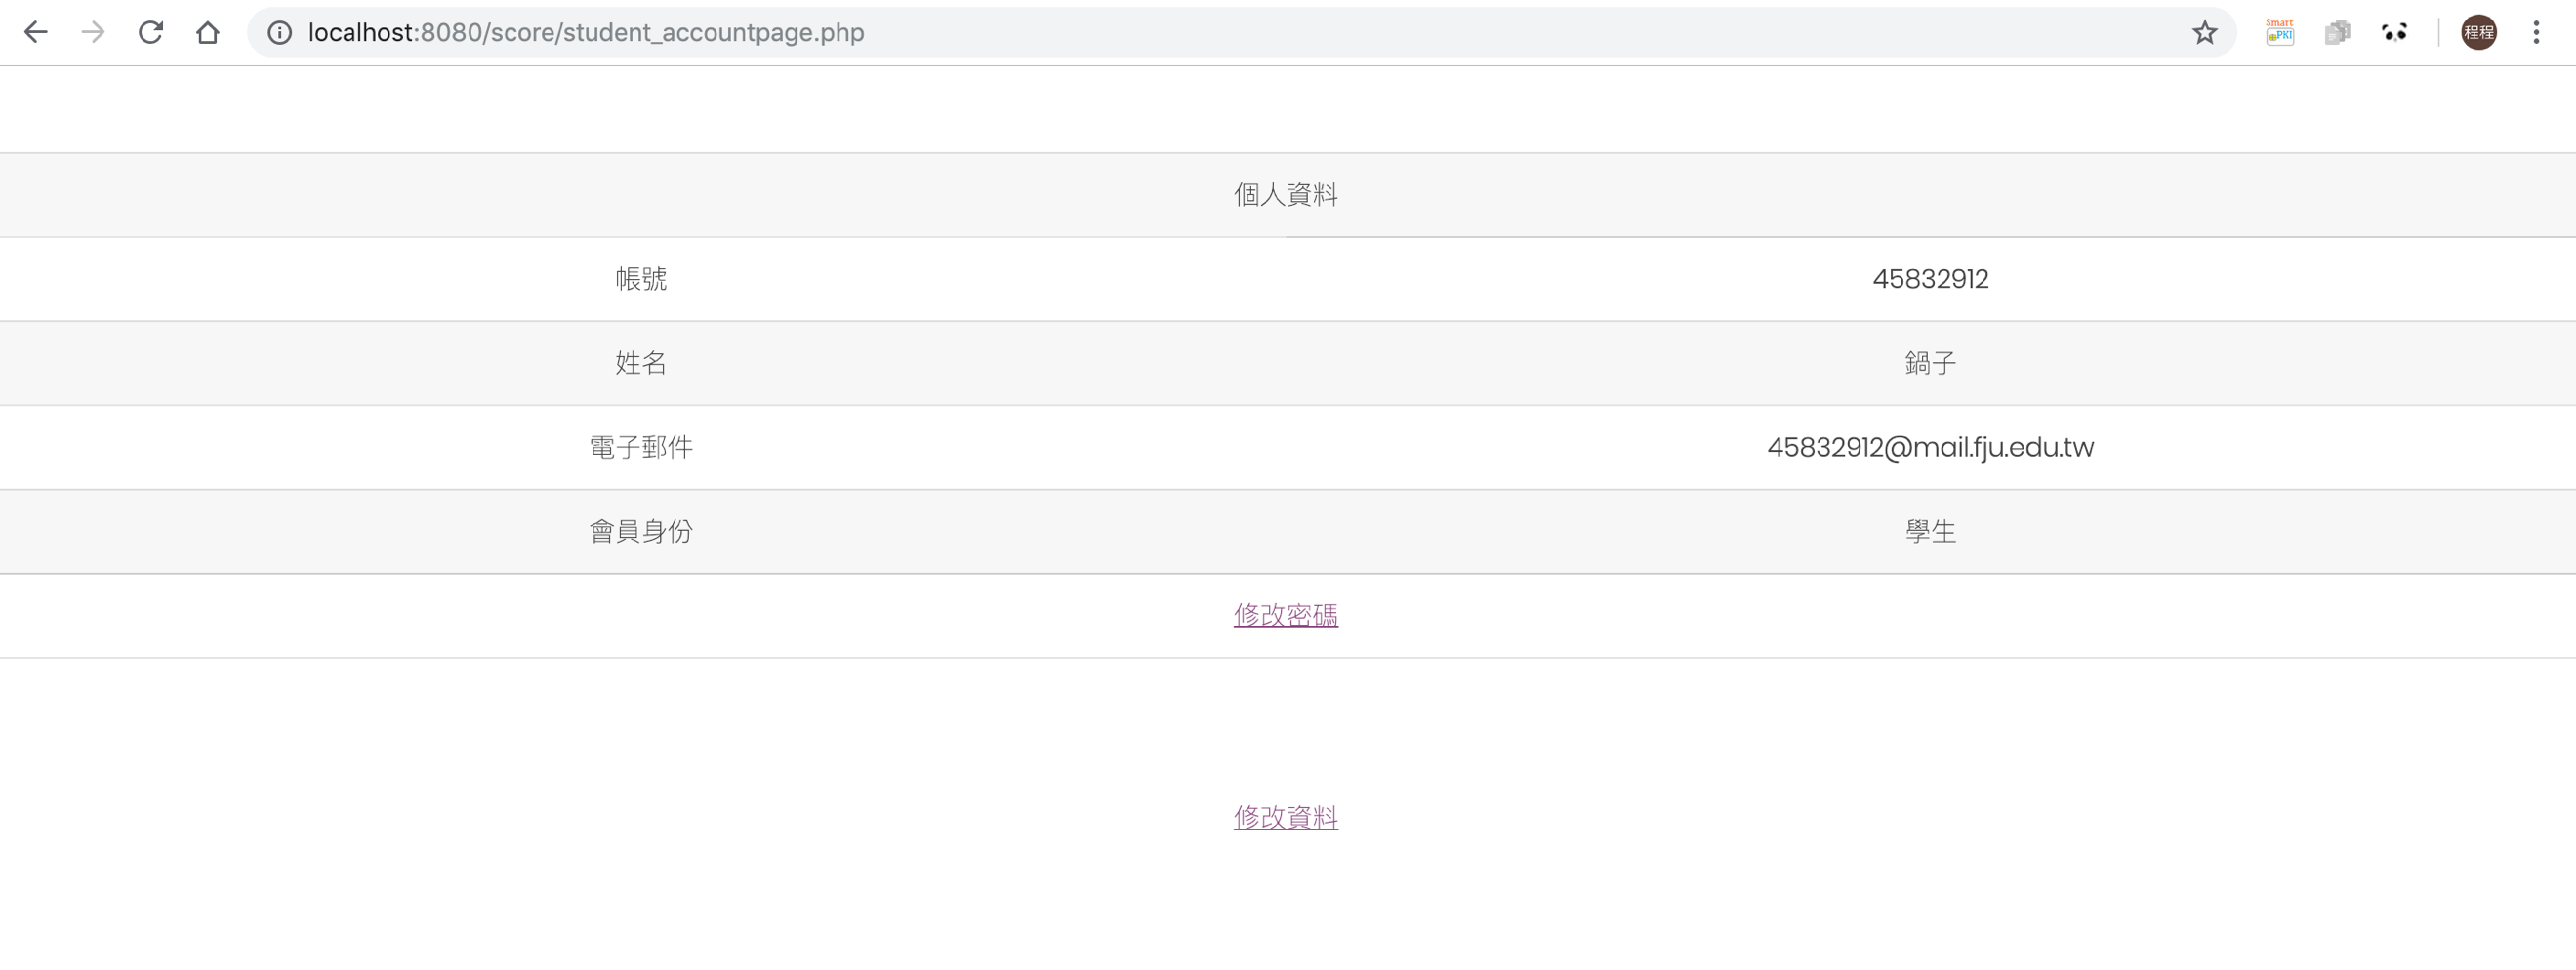 localhost:8080/score/student_accountpage.php
Smart
PKI
程程
個人資料
帳號 45832912
姓名 鍋子
電子郵件 45832912@mail.fju.edu.tw
會員身份 學生
修改密碼
修改資料